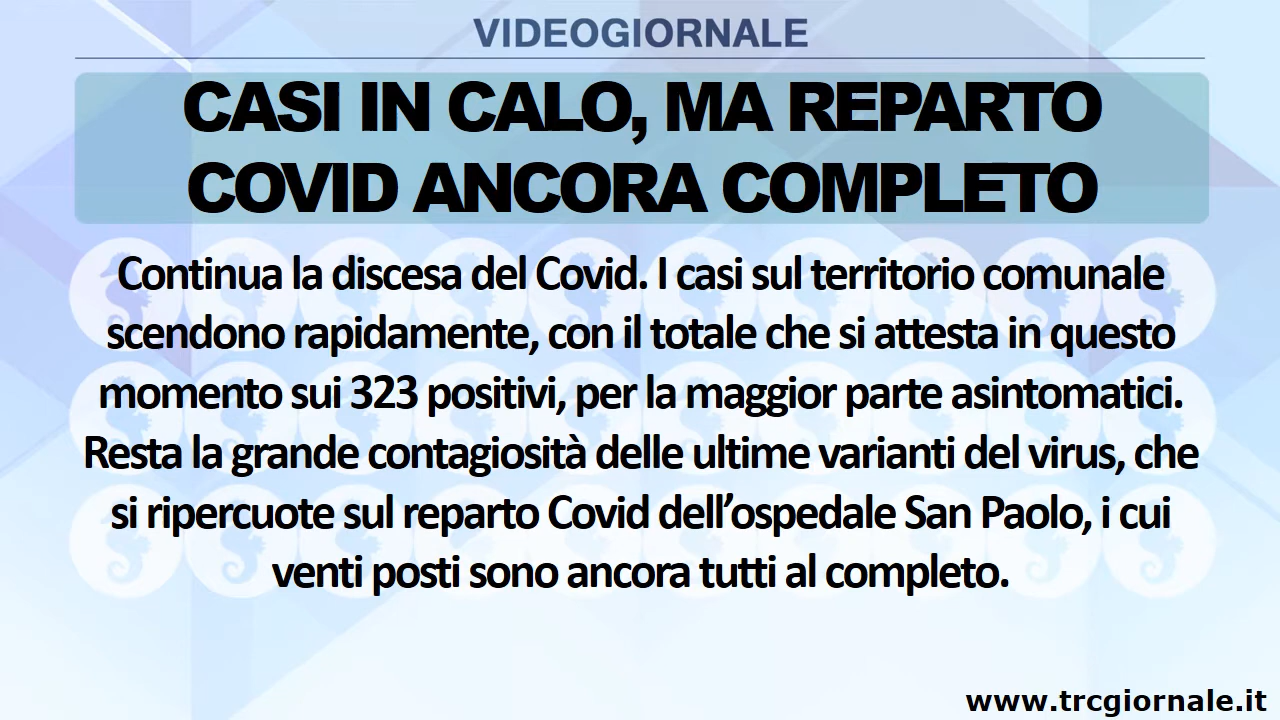 VIDEOGIORNALE
CASI IN CALO, MA REPARTO
COVID ANCORA COMPLETO
Continua la discesa del Covid. I casi sul territorio comunale
scendono rapidamente, con il totale che si attesta in questo
momento sui 323 positivi, per la maggior parte asintomatici.
Resta la grande contagiosità delle ultime varianti del virus, che
si ripercuote sul reparto Covid dell’ospedale San Paolo, i cui
venti posti sono ancora tutti al completo.
www.trcgiornale.it